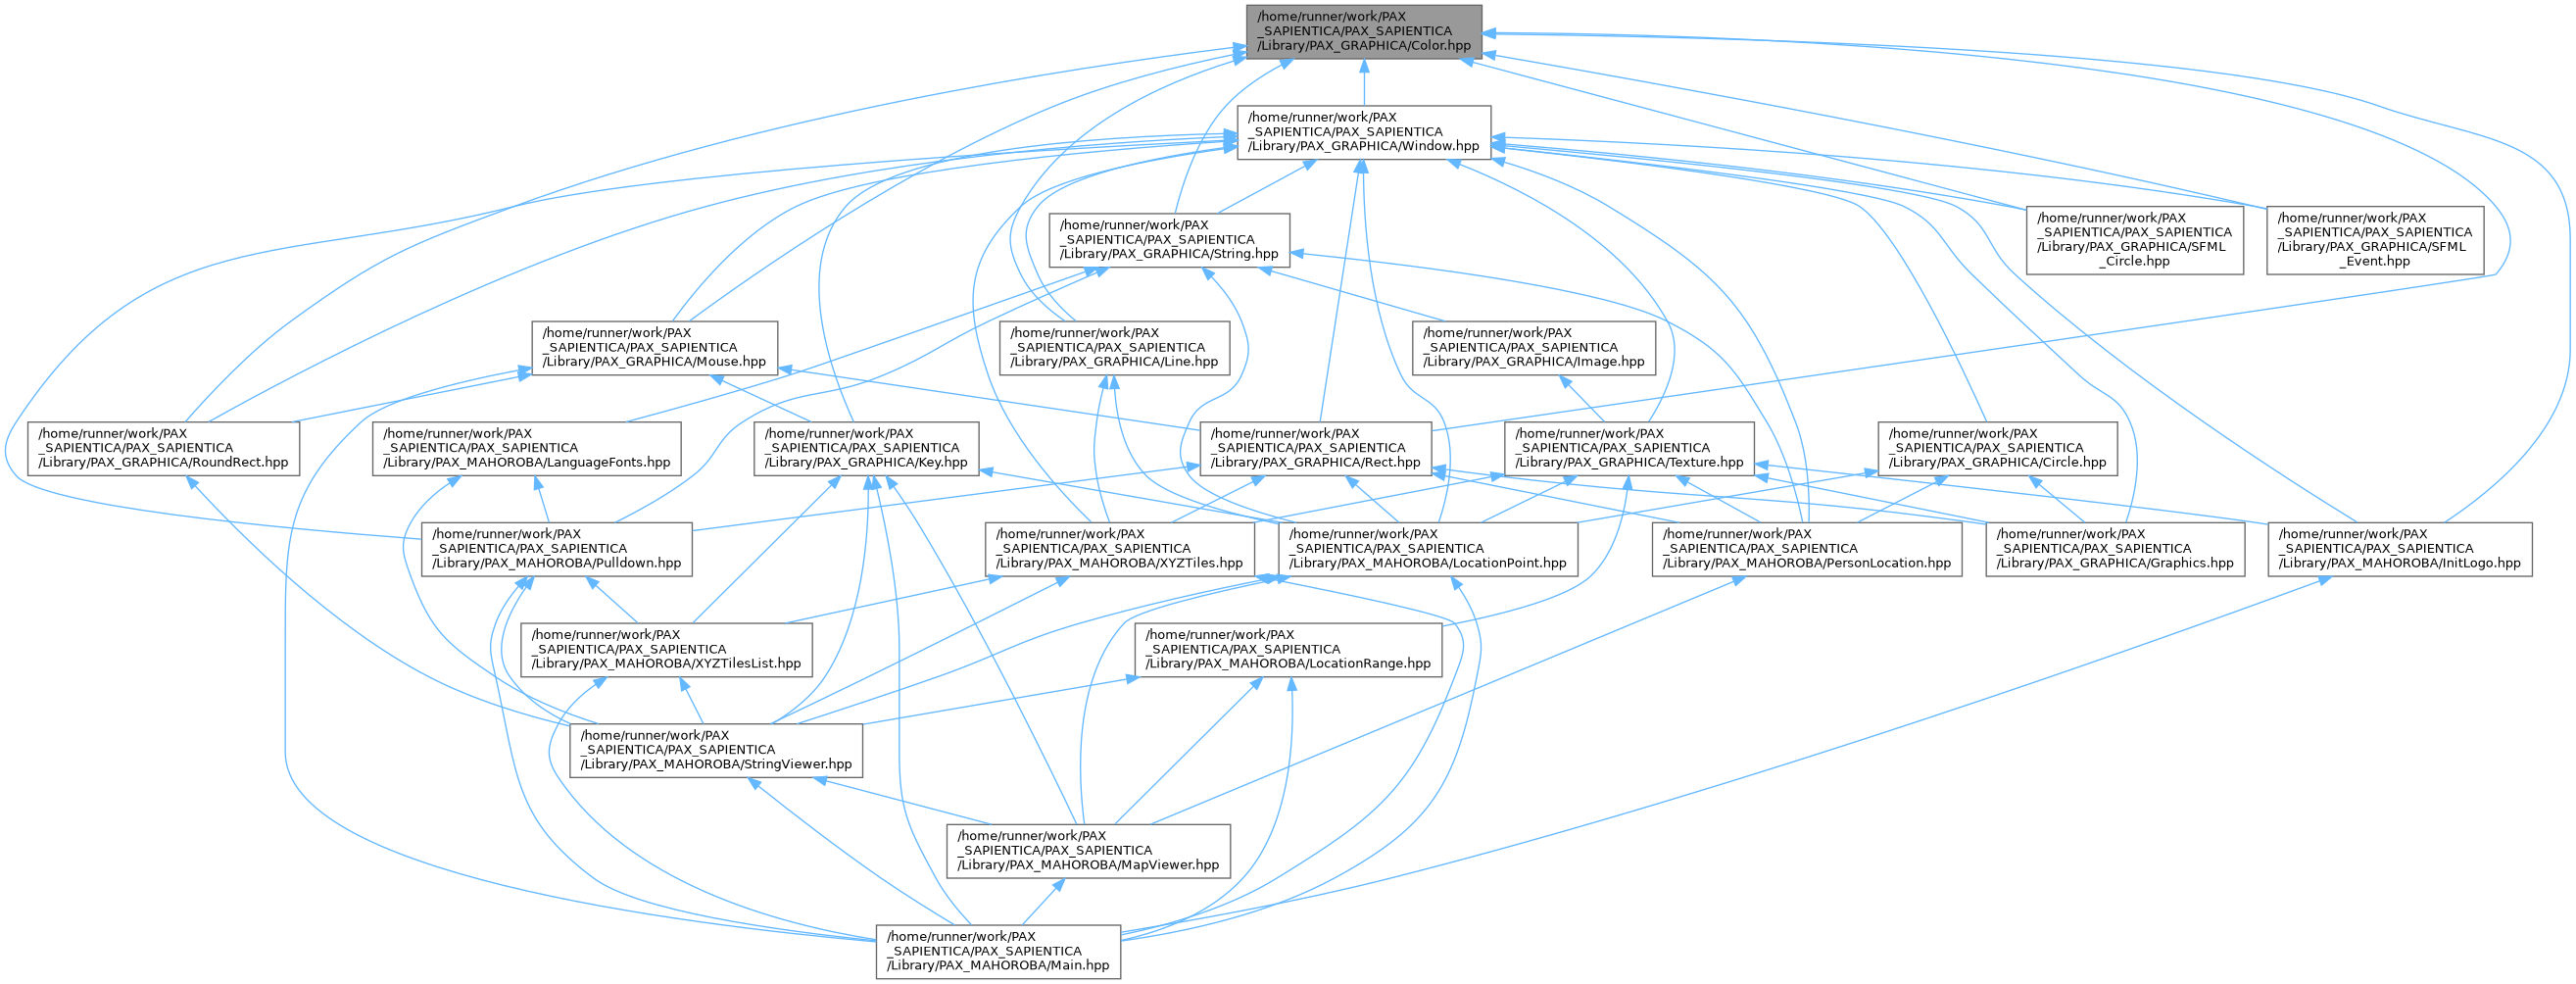 /home/runner/work/PAX
_SAPIENTICA/PAX_SAPIENTICA
/Library/PAX_GRAPHICA/Color.hpp
/home/runner/work/PAX
_SAPIENTICA/PAX_SAPIENTICA
/Library/PAX_GRAPHICA/Window.hpp
/home/runner/work/PAX
_SAPIENTICA/PAX_SAPIENTICA
/Library/PAX_GRAPHICA/String.hpp
/home/runner/work/PAX
_SAPIENTICA/PAX_SAPIENTICA
/Library/PAX_GRAPHICA/SFML
_Circle.hpp
/home/runner/work/PAX
_SAPIENTICA/PAX_SAPIENTICA
/Library/PAX_GRAPHICA/SFML
_Event.hpp
/home/runner/work/PAX
_SAPIENTICA/PAX_SAPIENTICA
/Library/PAX_GRAPHICA/Mouse.hpp
/home/runner/work/PAX
_SAPIENTICA/PAX_SAPIENTICA
/Library/PAX_GRAPHICA/Line.hpp
/home/runner/work/PAX
_SAPIENTICA/PAX_SAPIENTICA
/Library/PAX_GRAPHICA/Image.hpp
/home/runner/work/PAX
_SAPIENTICA/PAX_SAPIENTICA
/Library/PAX_GRAPHICA/RoundRect.hpp
/home/runner/work/PAX
_SAPIENTICA/PAX_SAPIENTICA
/Library/PAX_MAHOROBA/LanguageFonts.hpp
/home/runner/work/PAX
_SAPIENTICA/PAX_SAPIENTICA
/Library/PAX_GRAPHICA/Key.hpp
/home/runner/work/PAX
_SAPIENTICA/PAX_SAPIENTICA
/Library/PAX_GRAPHICA/Rect.hpp
/home/runner/work/PAX
_SAPIENTICA/PAX_SAPIENTICA
/Library/PAX_GRAPHICA/Texture.hpp
/home/runner/work/PAX
_SAPIENTICA/PAX_SAPIENTICA
/Library/PAX_GRAPHICA/Circle.hpp
/home/runner/work/PAX
_SAPIENTICA/PAX_SAPIENTICA
/Library/PAX_MAHOROBA/Pulldown.hpp
/home/runner/work/PAX
_SAPIENTICA/PAX_SAPIENTICA
/Library/PAX_MAHOROBA/XYZTiles.hpp
/home/runner/work/PAX
_SAPIENTICA/PAX_SAPIENTICA
/Library/PAX_MAHOROBA/LocationPoint.hpp
/home/runner/work/PAX
_SAPIENTICA/PAX_SAPIENTICA
/Library/PAX_MAHOROBA/PersonLocation.hpp
/home/runner/work/PAX
_SAPIENTICA/PAX_SAPIENTICA
/Library/PAX_GRAPHICA/Graphics.hpp
/home/runner/work/PAX
_SAPIENTICA/PAX_SAPIENTICA
/Library/PAX_MAHOROBA/InitLogo.hpp
/home/runner/work/PAX
_SAPIENTICA/PAX_SAPIENTICA
/Library/PAX_MAHOROBA/XYZTilesList.hpp
/home/runner/work/PAX
_SAPIENTICA/PAX_SAPIENTICA
/Library/PAX_MAHOROBA/LocationRange.hpp
/home/runner/work/PAX
_SAPIENTICA/PAX_SAPIENTICA
/Library/PAX_MAHOROBA/StringViewer.hpp
/home/runner/work/PAX
_SAPIENTICA/PAX_SAPIENTICA
/Library/PAX_MAHOROBA/MapViewer.hpp
/home/runner/work/PAX
_SAPIENTICA/PAX_SAPIENTICA
/Library/PAX_MAHOROBA/Main.hpp